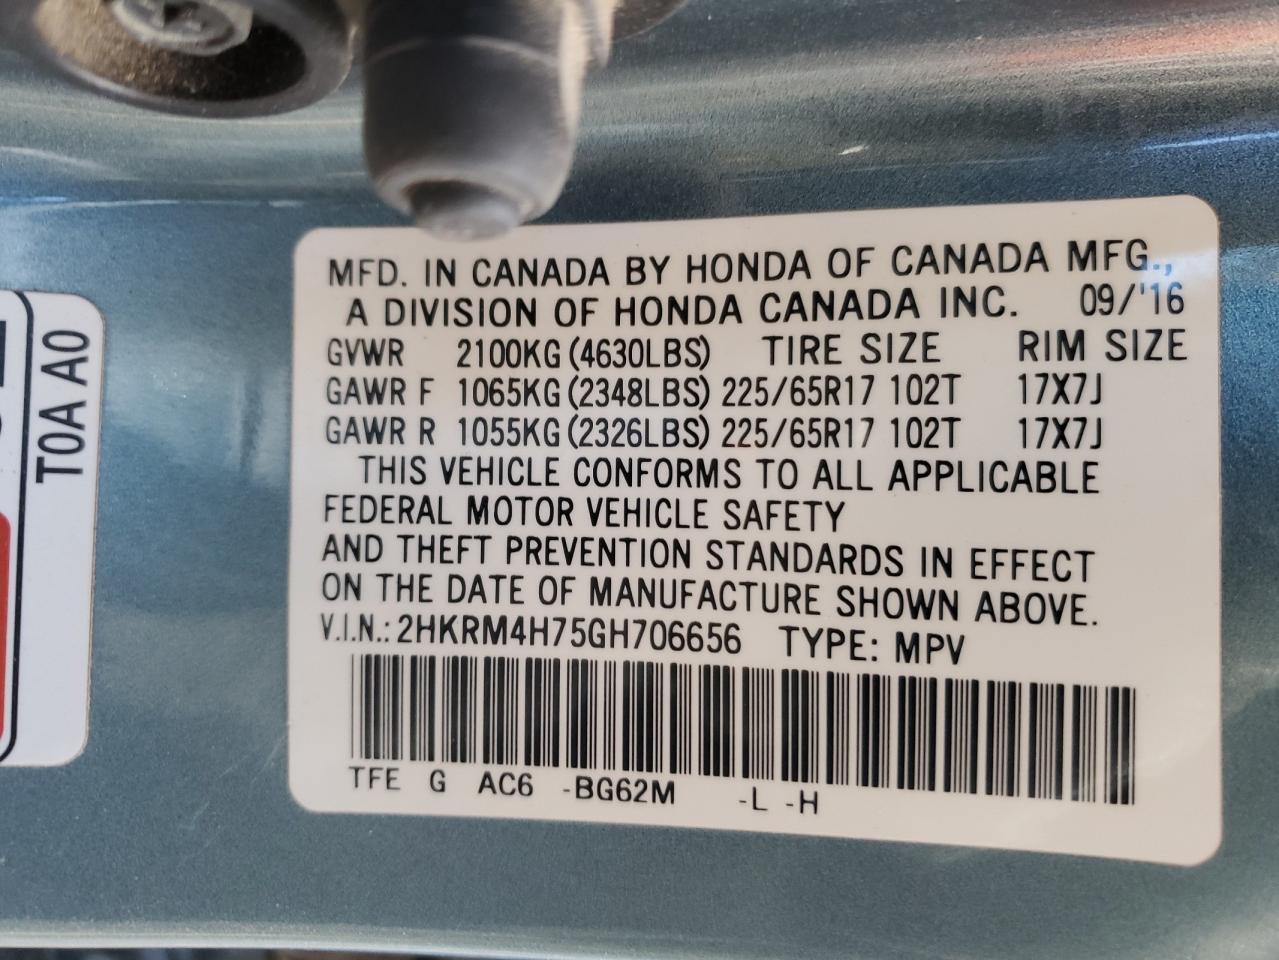 MFD. IN CANADA BY HONDA OF CANADA MFG.,
A DIVISION OF HONDA CANADA INC. 09/'16
GVWR 2100KG (4630LBS) TIRE SIZE RIM SIZE
GAWR F 1065KG (2348LBS) 225/65R17 102T 17X7J
GAWR R 1055KG (2326LBS) 225/65R17 102T 17X7J
THIS VEHICLE CONFORMS TO ALL APPLICABLE
FEDERAL MOTOR VEHICLE SAFETY
AND THEFT PREVENTION STANDARDS IN EFFECT
ON THE DATE OF MANUFACTURE SHOWN ABOVE.
V.I.N.: 2HKRM4H75GH706656 TYPE: MPV
TFE G AC6 -BG62M -L -H
T0A A0